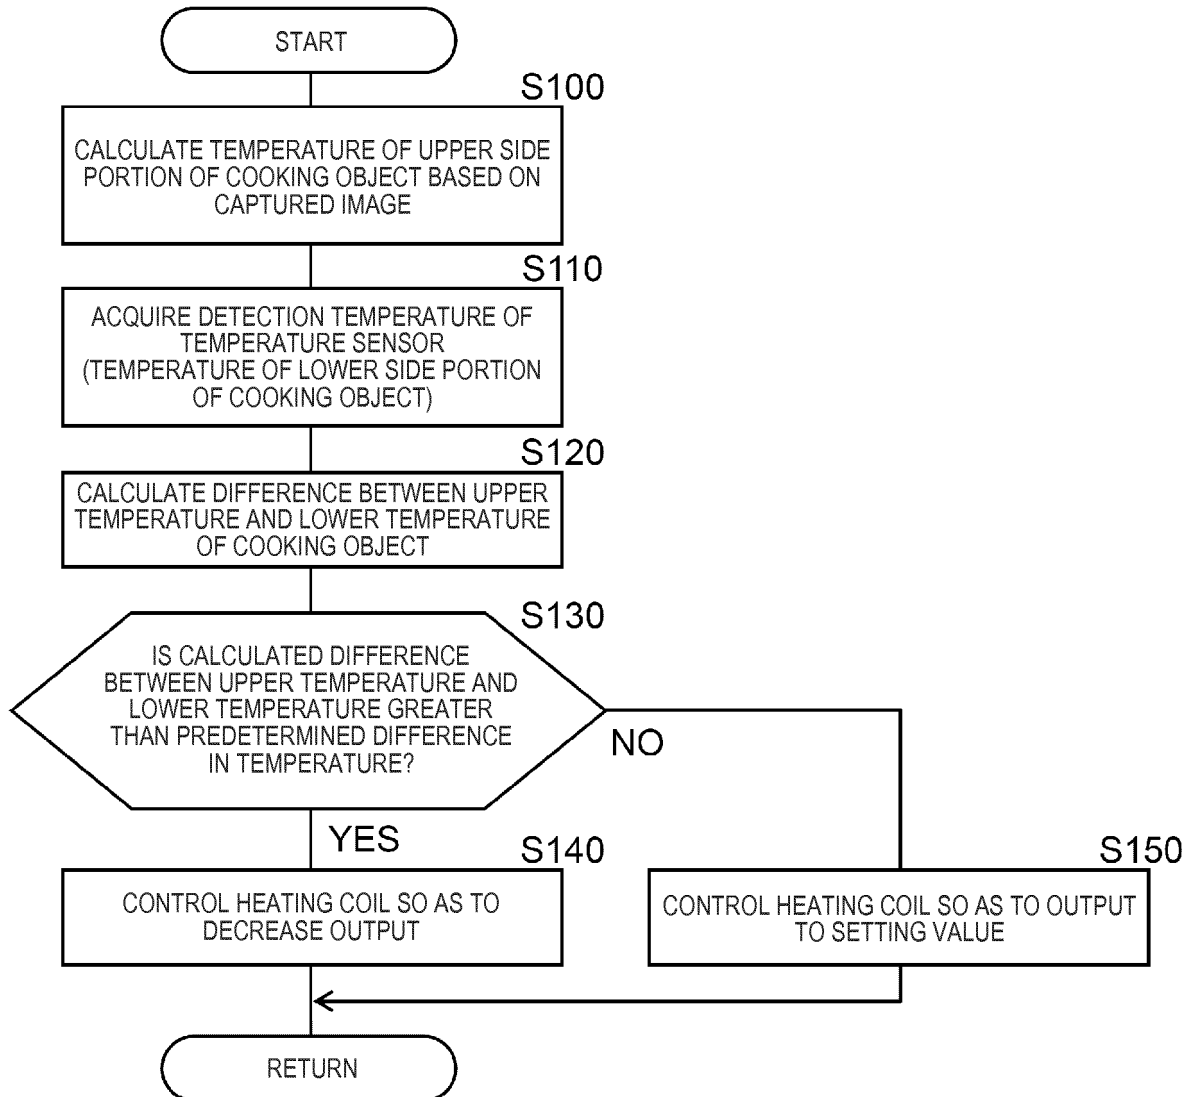 START
S100
CALCULATE TEMPERATURE OF UPPER SIDE
PORTION OF COOKING OBJECT BASED ON
CAPTURED IMAGE
S110
ACQUIRE DETECTION TEMPERATURE OF
TEMPERATURE SENSOR
(TEMPERATURE OF LOWER SIDE PORTION
OF COOKING OBJECT)
S120
CALCULATE DIFFERENCE BETWEEN UPPER
TEMPERATURE AND LOWER TEMPERATURE
OF COOKING OBJECT
S130
IS CALCULATED DIFFERENCE
BETWEEN UPPER TEMPERATURE AND
LOWER TEMPERATURE GREATER
THAN PREDETERMINED DIFFERENCE
IN TEMPERATURE?
NO
YES
S140
CONTROL HEATING COIL SO AS TO
DECREASE OUTPUT
S150
CONTROL HEATING COIL SO AS TO OUTPUT
TO SETTING VALUE
RETURN